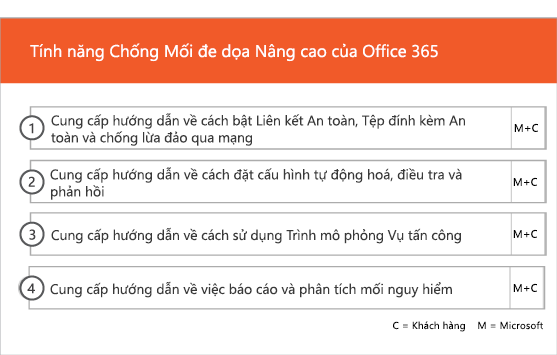 Tính năng Chống Mối đe dọa Nâng cao của Office 365
1 Cung cấp hướng dẫn về cách bật Liên kết An toàn, Tệp đính kèm An
toàn và chống lừa đảo qua mạng
M+C
2 Cung cấp hướng dẫn về cách đặt cấu hình tự động hoá, điều tra và
phản hồi
M+C
3 Cung cấp hướng dẫn về cách sử dụng Trình mô phỏng Vụ tấn công
M+C
4 Cung cấp hướng dẫn về việc báo cáo và phân tích mối nguy hiểm
M+C
C = Khách hàng M = Microsoft